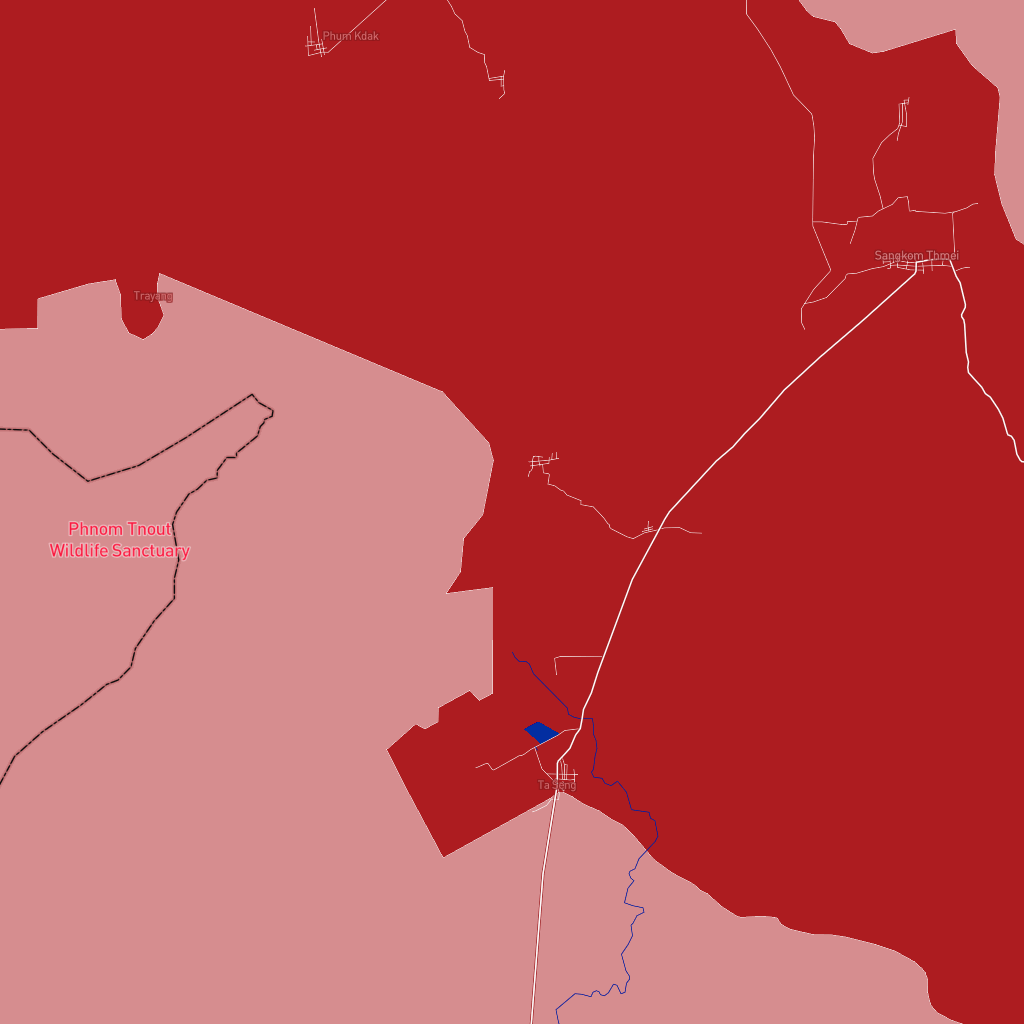 Phum Kdak
Sangkom Thmei
Trayang
Phnom Tnout
Wildlife Sanctuary
Ta Seng